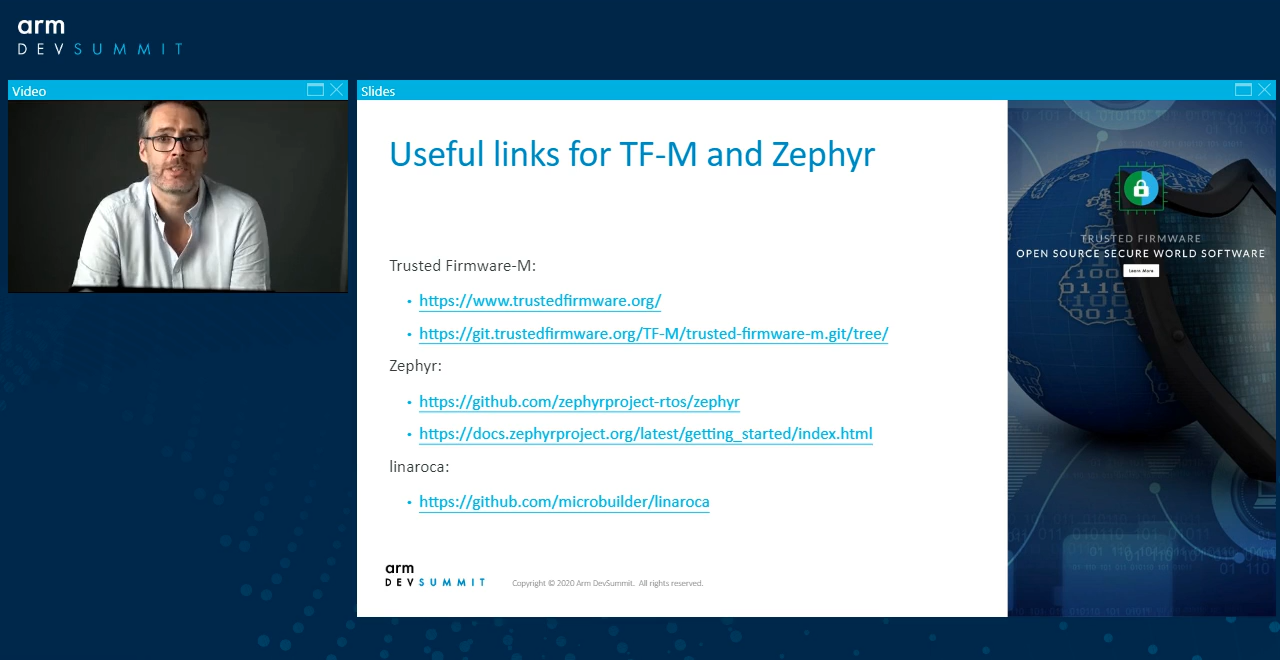 arm
DEVSUMMIT
Video
Slides
Useful links for TF-M and Zephyr
Trusted Firmware-M:
• https://www.trustedfirmware.org/
• https://git.trustedfirmware.org/TF-M/trusted-firmware-m.git/tree/
Zephyr:
• https://github.com/zephyrproject-rtos/zephyr
• https://docs.zephyrproject.org/latest/getting_started/index.html
linaroca:
• https://github.com/microbuilder/linaroca
arm
DEVSUMMIT
Copyright © 2020 Arm DevSummit. All rights reserved.
TRUSTED FIRMWARE
OPEN SOURCE SECURE WORLD SOFTWARE
Learn More